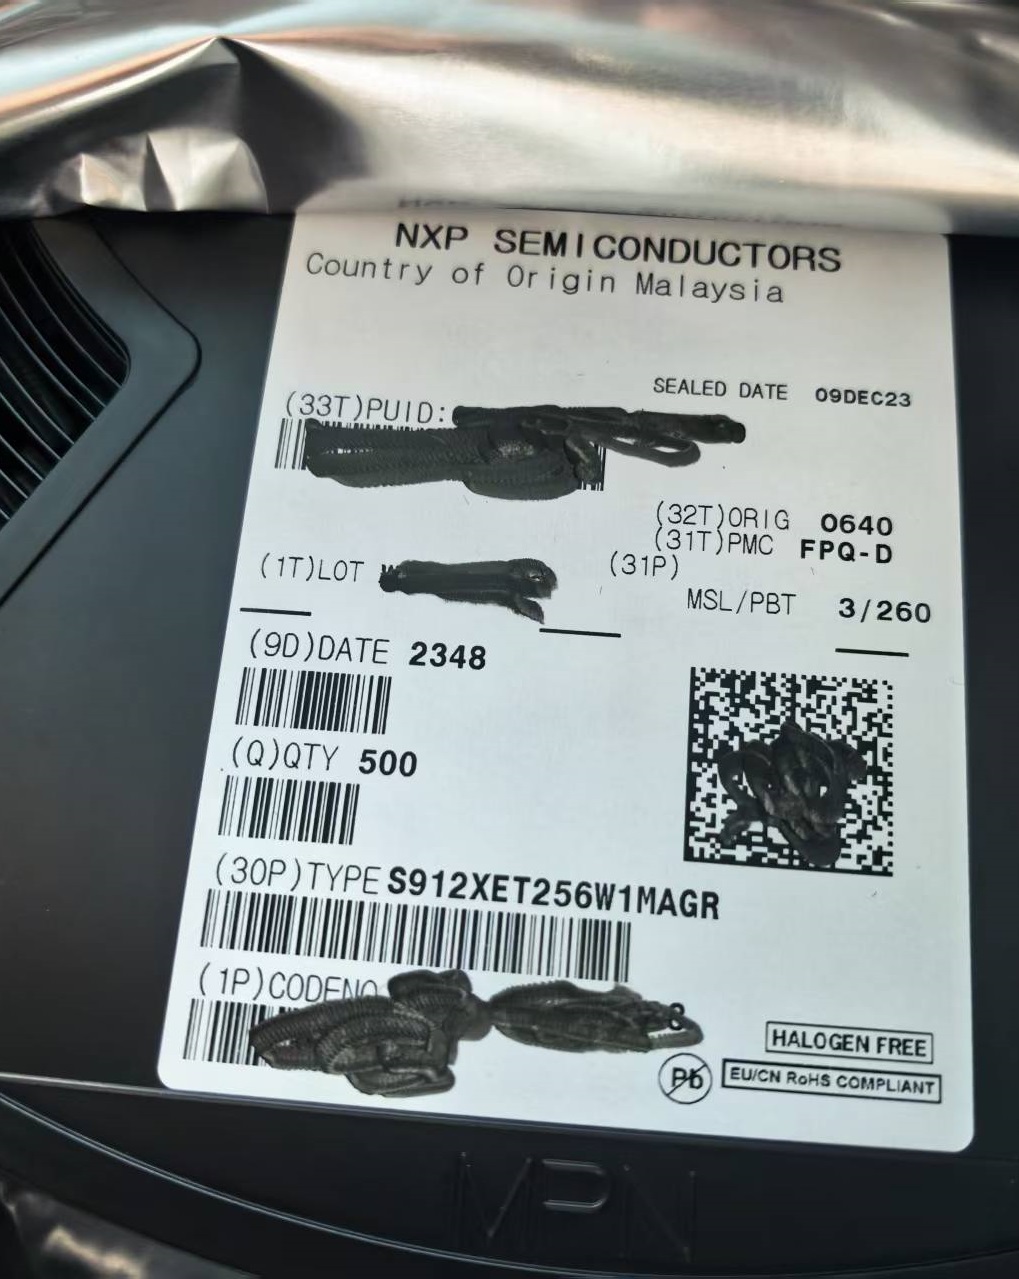 NXP SEMICONDUCTORS
Country of Origin Malaysia
SEALED DATE 09DEC23
(33T)PUID:
(32T)ORIG 0640
(31T)PMC FPQ-D
(31P)
(1T)LOT
MSL/PBT 3/260
(9D)DATE 2348
(Q)QTY 500
(30P)TYPE S912XET256W1MAGR
(1P)CODENO
8
HALOGEN FREE
Pb
EU/CN RoHS COMPLIANT
MPN